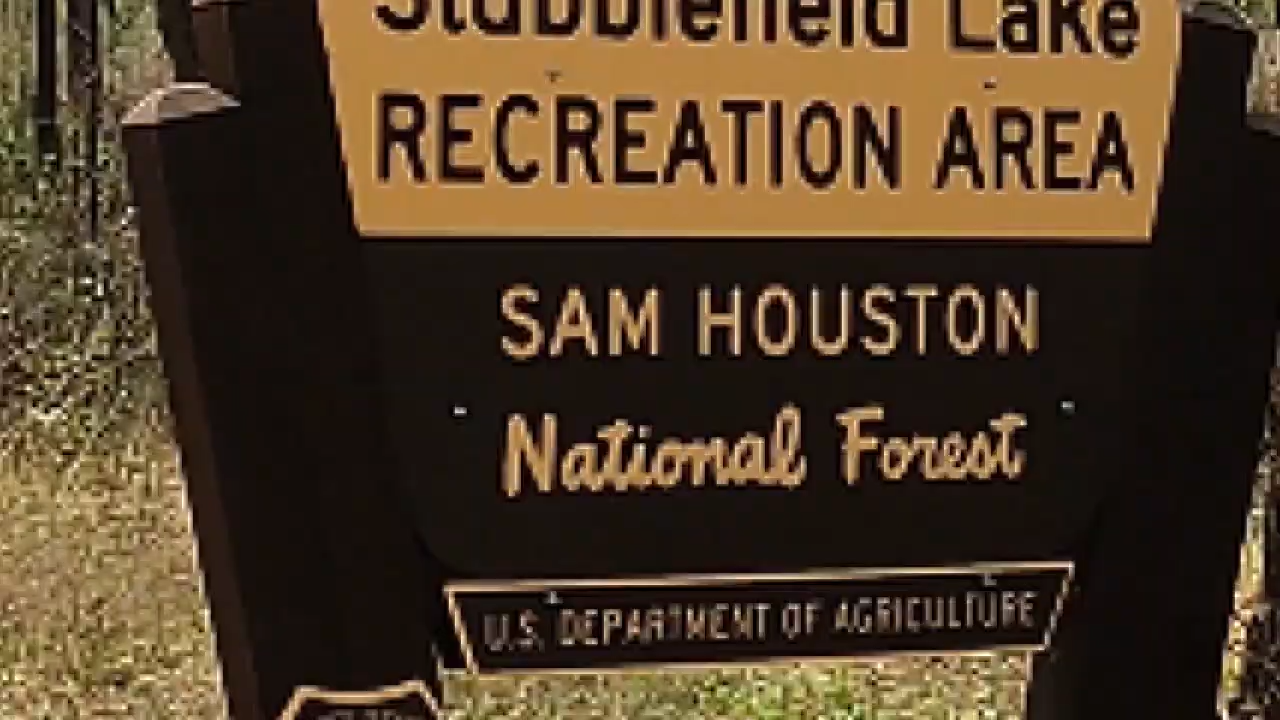 Stubblefield Lake
RECREATION AREA
SAM HOUSTON
National Forest
U.S. DEPARTMENT OF AGRICULTURE